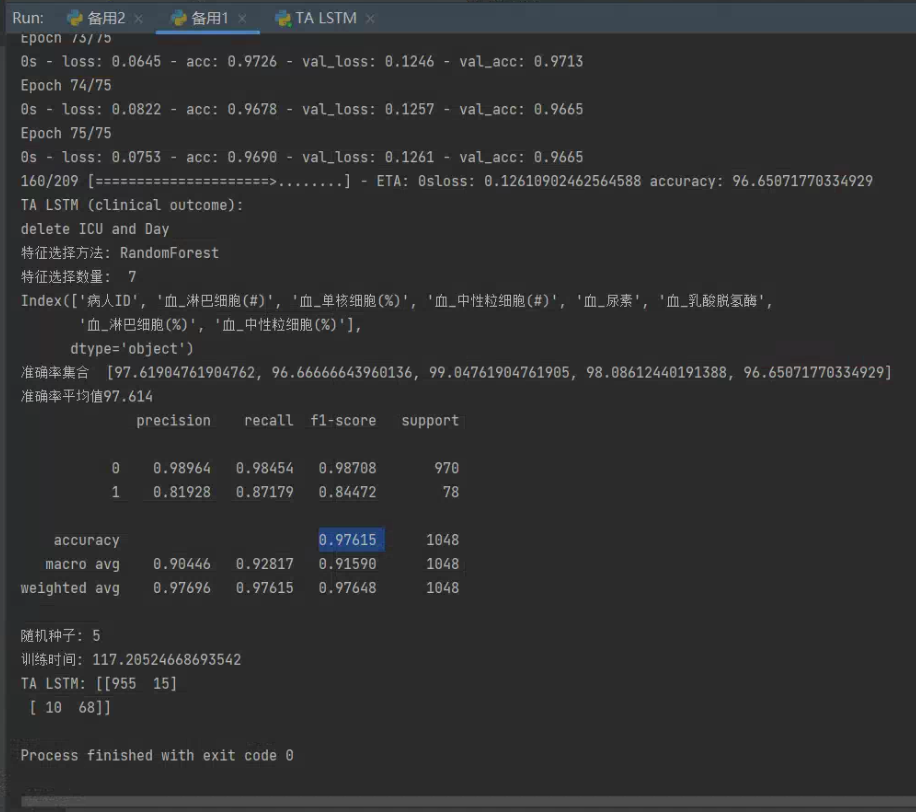 Run: 备用2 × 备用1 × TA LSTM ×
Epoch 73/75
0s - loss: 0.0645 - acc: 0.9726 - val_loss: 0.1246 - val_acc: 0.9713
Epoch 74/75
0s - loss: 0.0822 - acc: 0.9678 - val_loss: 0.1257 - val_acc: 0.9665
Epoch 75/75
0s - loss: 0.0753 - acc: 0.9690 - val_loss: 0.1261 - val_acc: 0.9665
160/209 [=====================>........] - ETA: 0sloss: 0.12610902462564588 accuracy: 96.65071770334929
TA LSTM (clinical outcome):
delete ICU and Day
特征选择方法: RandomForest
特征选择数量:  7
Index(['病人ID', '血_淋巴细胞(#)', '血_单核细胞(%)', '血_中性粒细胞(#)', '血_尿素', '血_乳酸脱氢酶',
'血_淋巴细胞(%)', '血_中性粒细胞(%)'],
dtype='object')
准确率集合  [97.61904761904762, 96.66666643960136, 99.04761904761905, 98.08612440191388, 96.65071770334929]
准确率平均值97.614
precision recall f1-score support
0 0.98964 0.98454 0.98708 970
1 0.81928 0.87179 0.84472 78
accuracy 0.97615 1048
macro avg 0.90446 0.92817 0.91590 1048
weighted avg 0.97696 0.97615 0.97648 1048
随机种子: 5
训练时间: 117.20524668693542
TA LSTM: [[955  15]
[ 10  68]]
Process finished with exit code 0